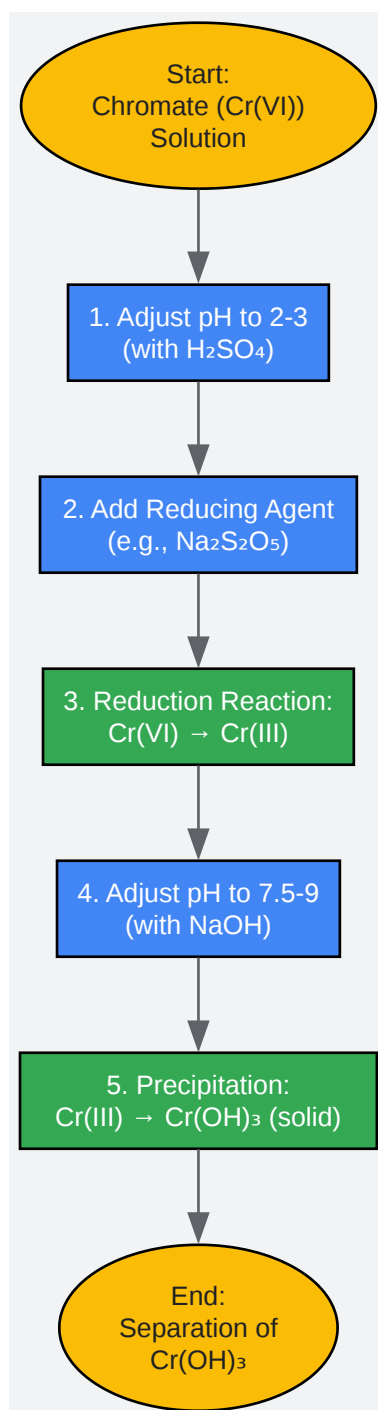 Start:
Chromate (Cr(VI))
Solution
1. Adjust pH to 2-3
(with H₂SO₄)
2. Add Reducing Agent
(e.g., Na₂S₂O₅)
3. Reduction Reaction:
Cr(VI) → Cr(III)
4. Adjust pH to 7.5-9
(with NaOH)
5. Precipitation:
Cr(III) → Cr(OH)₃ (solid)
End:
Separation of
Cr(OH)₃